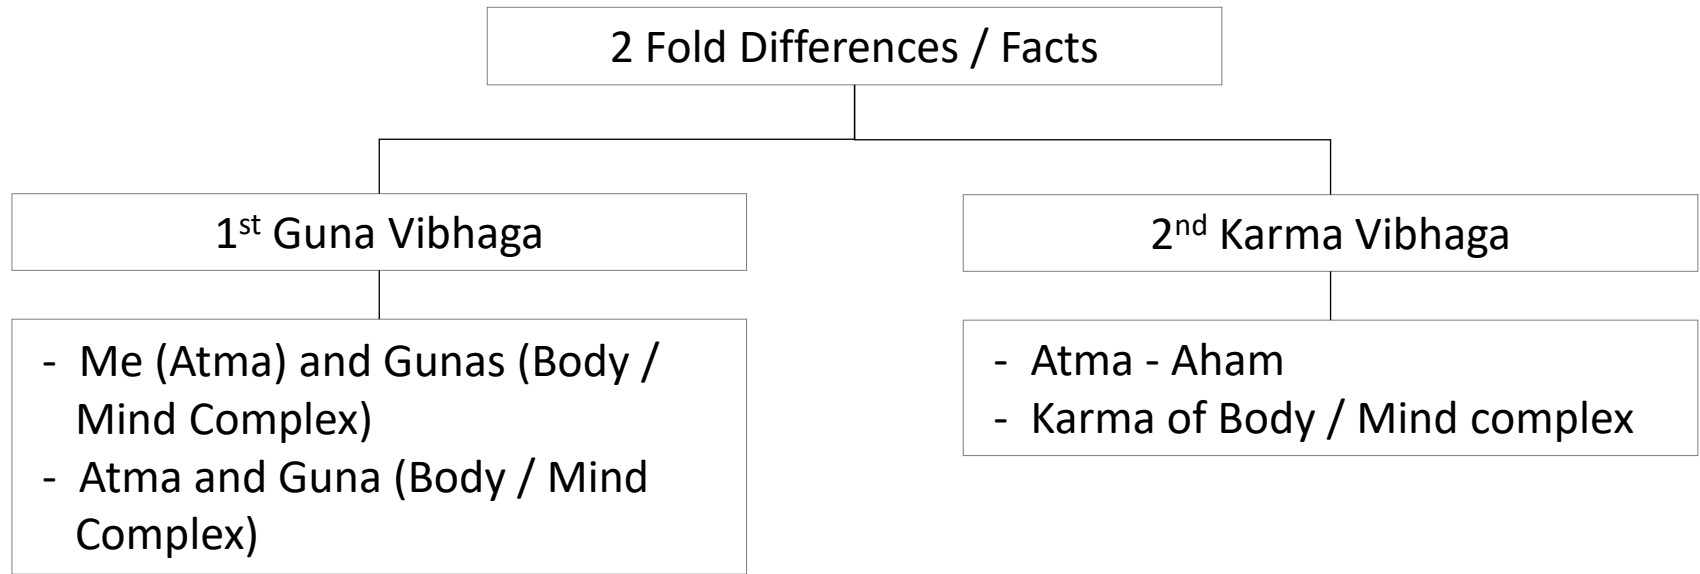 2 Fold Differences / Facts
1st Guna Vibhaga
- Me (Atma) and Gunas (Body /
Mind Complex)
- Atma and Guna (Body / Mind
Complex)
2nd Karma Vibhaga
- Atma - Aham
- Karma of Body / Mind complex